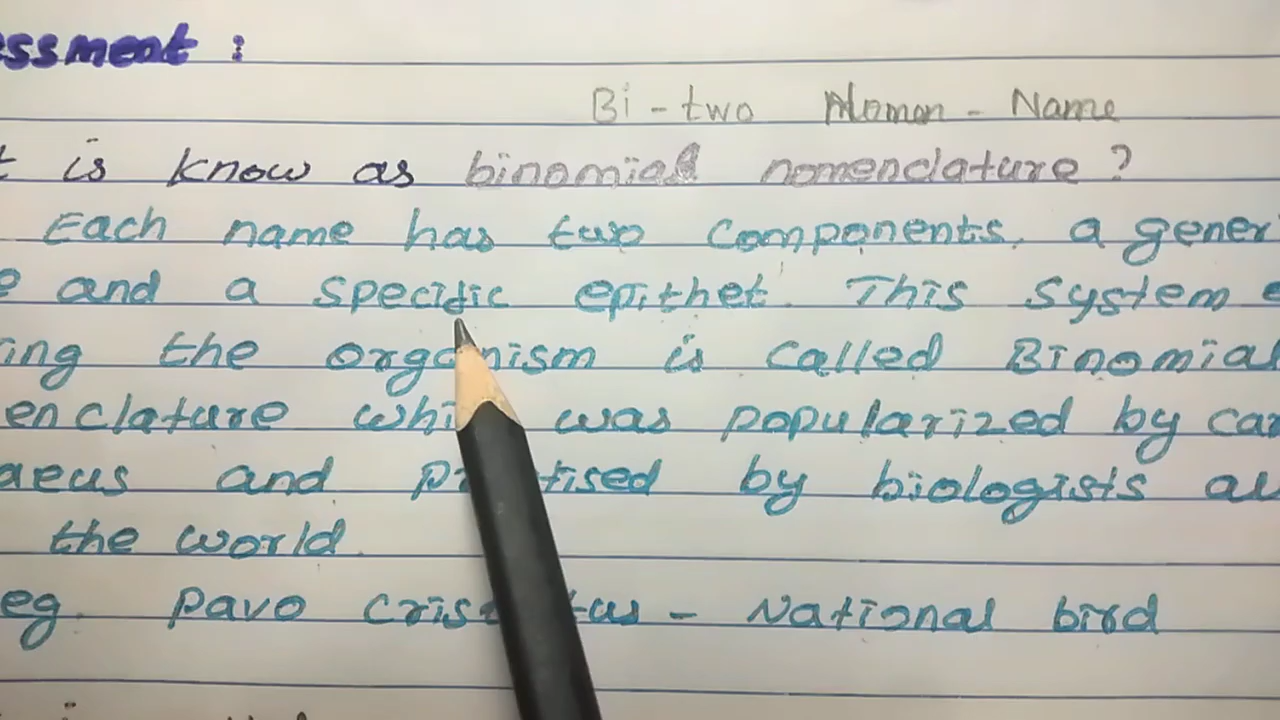 essment :
Bi - two Nomen - Name
t is know as binomial nomenclature ?
Each name has two components, a gener
e and a specific epithet. This system
ing the organism is called Binomial
enclature was popularized by car
aeus and by biologists all
the world.
eg. Pavo - National bird